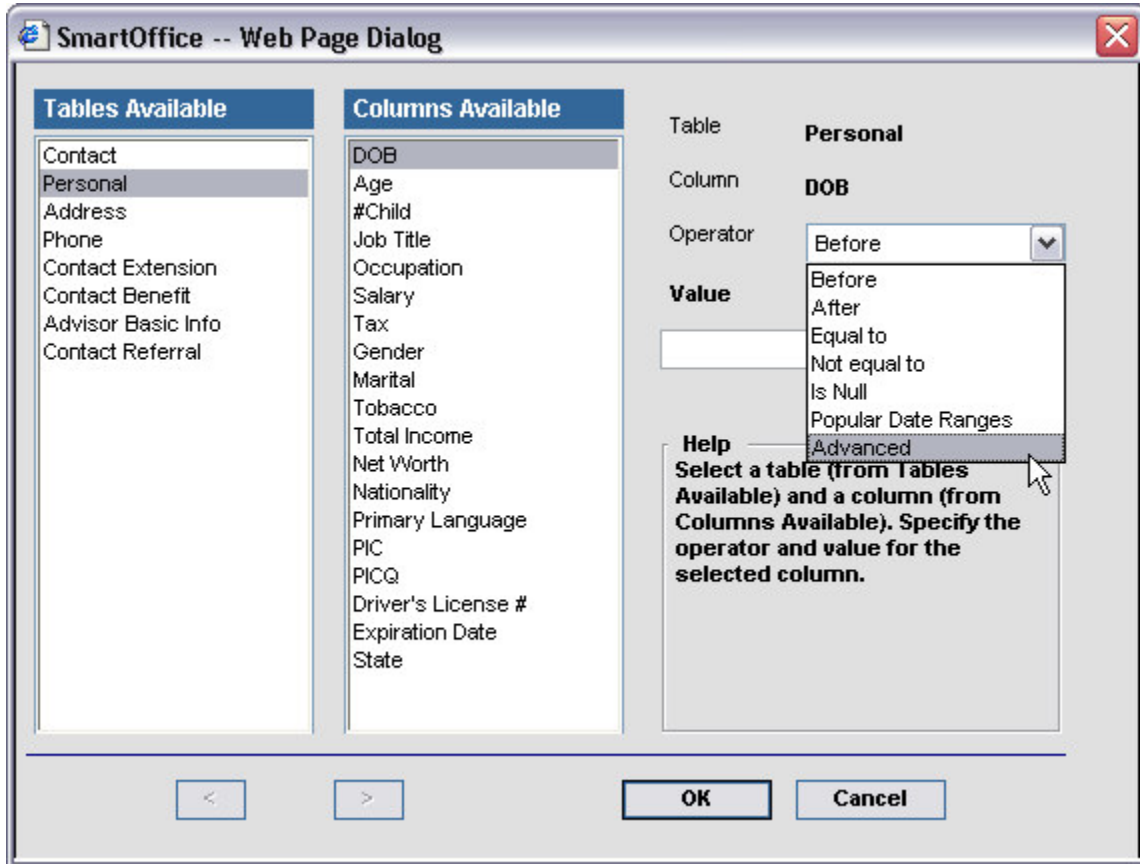 SmartOffice -- Web Page Dialog
Tables Available
Contact
Personal
Address
Phone
Contact Extension
Contact Benefit
Advisor Basic Info
Contact Referral
Columns Available
DOB
Age
#Child
Job Title
Occupation
Salary
Tax
Gender
Marital
Tobacco
Total Income
Net Worth
Nationality
Primary Language
PIC
PICQ
Driver's License #
Expiration Date
State
Table Personal
Column DOB
Operator Before
Before
After
Equal to
Not equal to
Is Null
Popular Date Ranges
Advanced
Value
Help
Select a table (from Tables
Available) and a column (from
Columns Available). Specify the
operator and value for the
selected column.
< >
OK Cancel